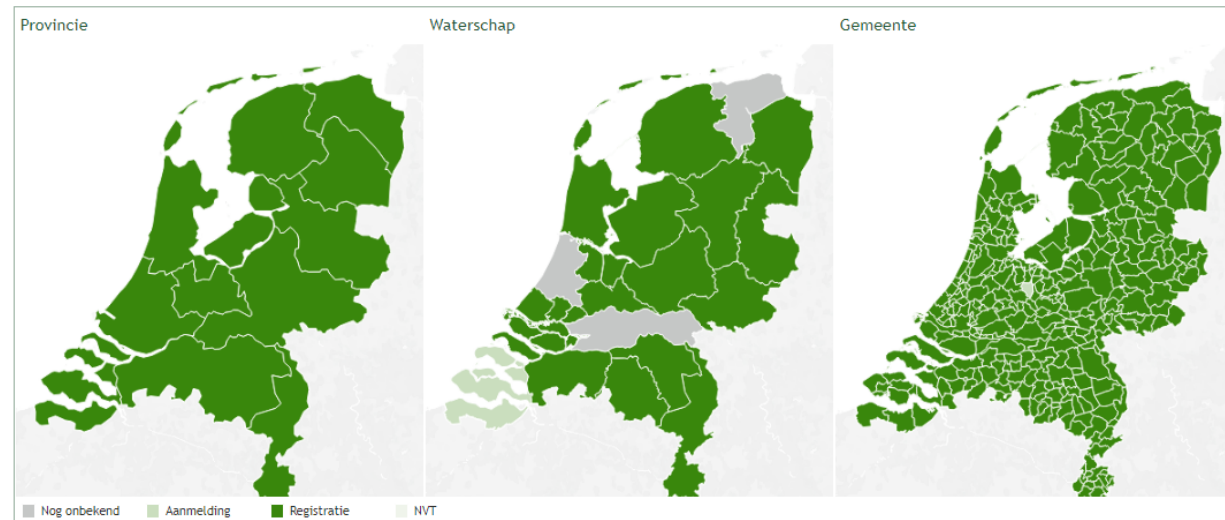 Provincie
Waterschap
Gemeente
Nog onbekend
Aanmelding
Registratie
NVT